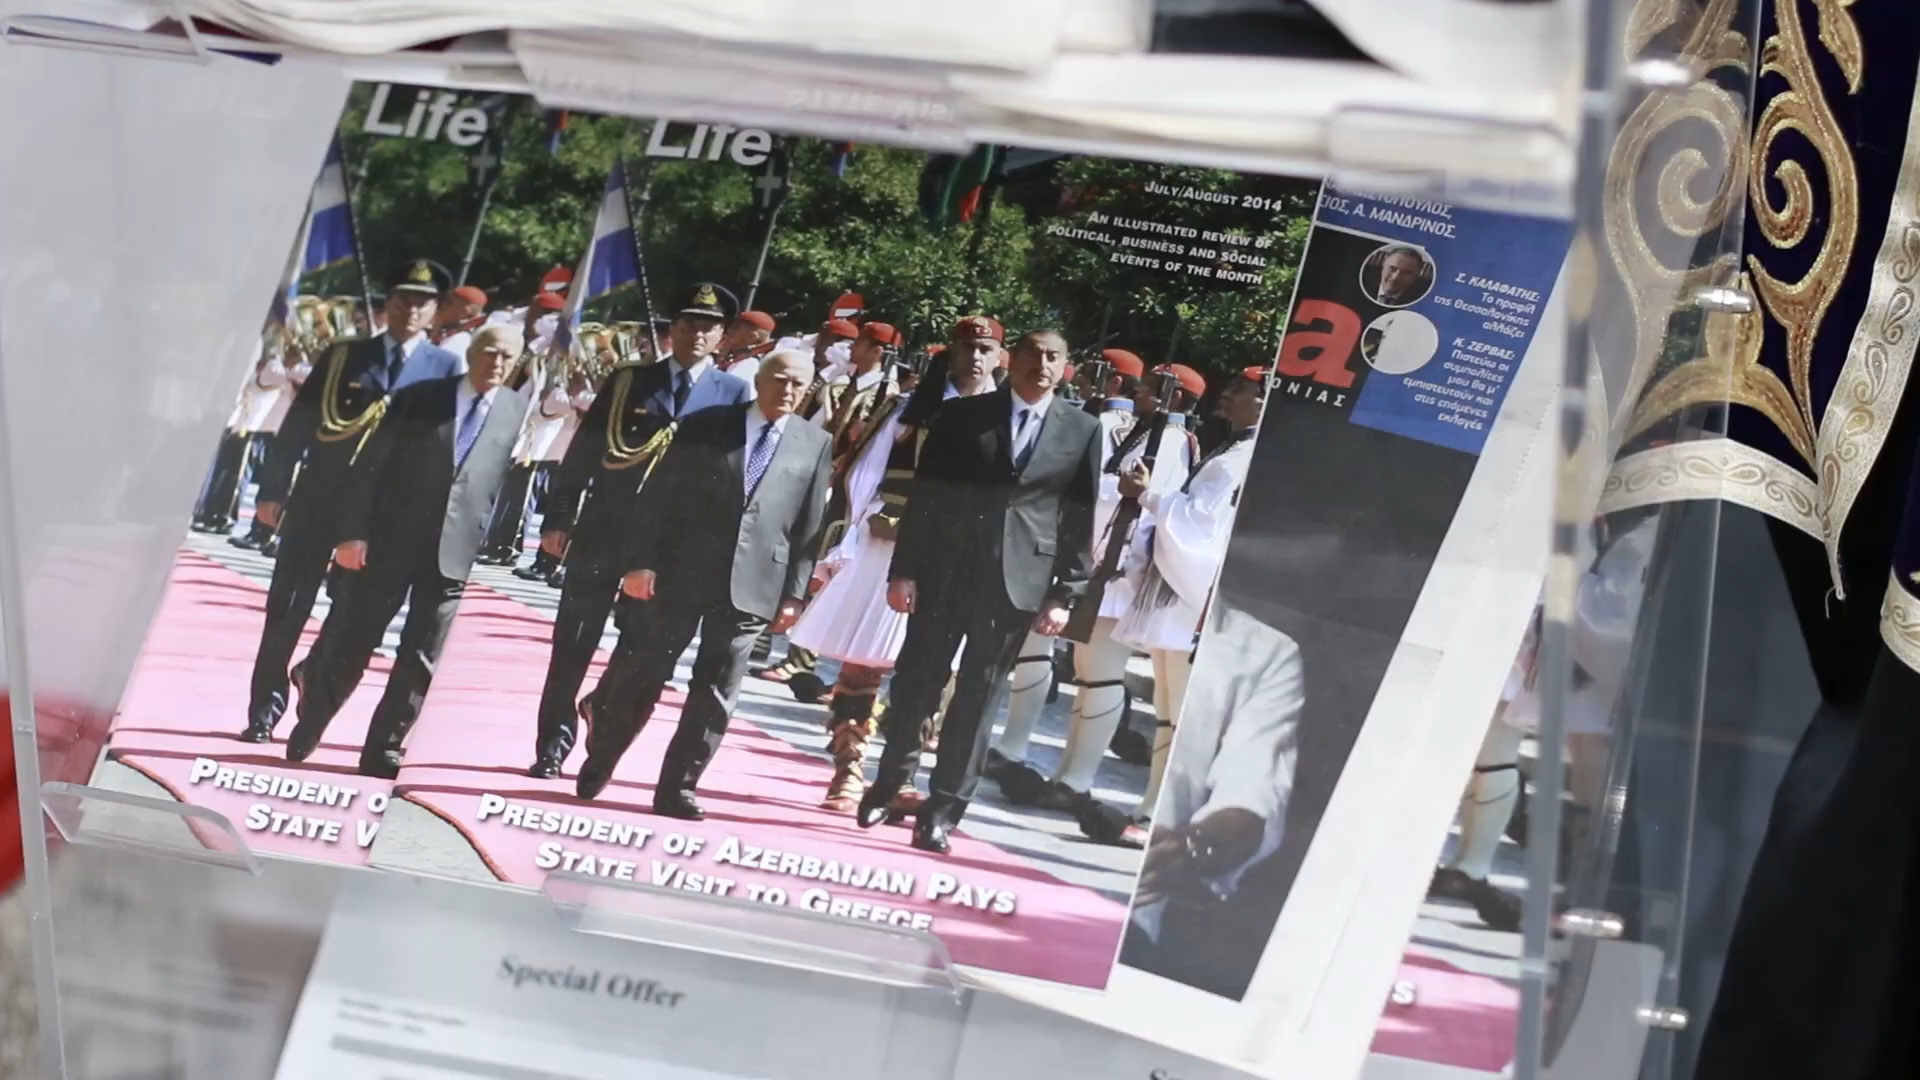 Life
Life
JULY/AUGUST 2014
AN ILLUSTRATED REVIEW OF
POLITICAL, BUSINESS AND SOCIAL
EVENTS OF THE MONTH
ΙΟΣ, Α. ΜΑΝΔΡΙΝΟΣ
Σ. ΚΑΛΑΦΑΤΗΣ:
Το προφίλ
της Θεσσαλονίκης
αλλάζει
Κ. ΖΕΡΒΑΣ:
Πιστεύω οι
συμπολίτες
μου θα μ'
εμπιστευτούν και
στις επόμενες
εκλογές
a
ΟΝΙΑΣ
PRESIDENT O
STATE V
PRESIDENT OF AZERBAIJAN PAYS
STATE VISIT TO GREECE
S
Special Offer